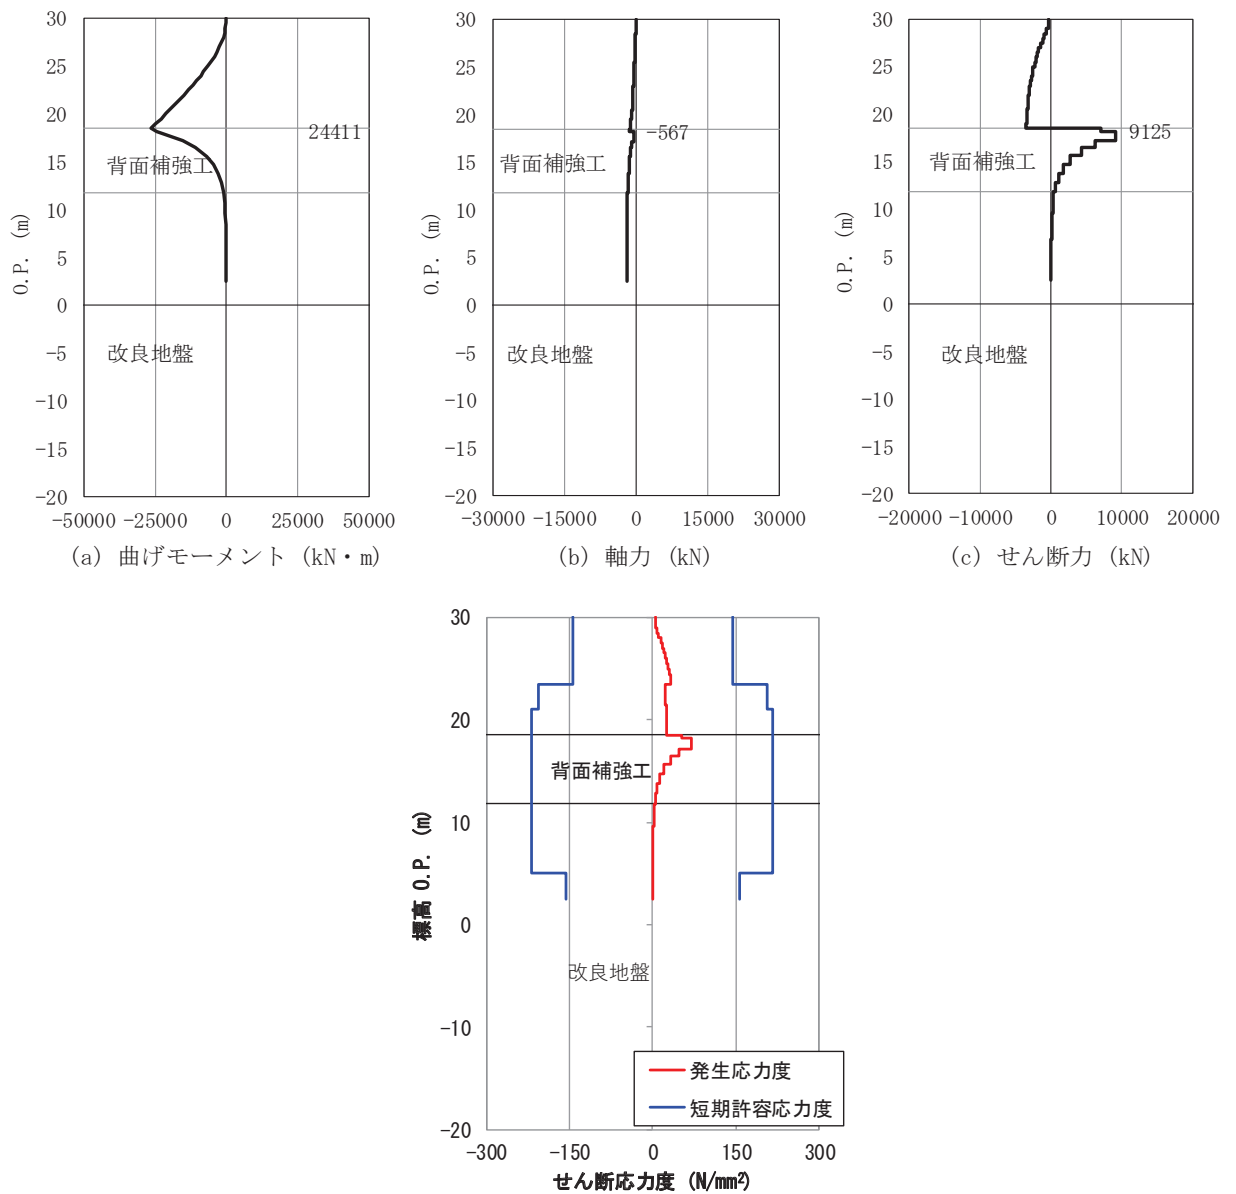 30
25
20
15
10
5
0
-5
-10
-15
-20
O.P. (m)
24411
背面補強工
改良地盤
-50000 -25000 0 25000 50000
(a) 曲げモーメント (kN・m)
30
25
20
15
10
5
0
-5
-10
-15
-20
O.P. (m)
-567
背面補強工
改良地盤
-30000 -15000 0 15000 30000
(b) 軸力 (kN)
30
25
20
15
10
5
0
-5
-10
-15
-20
O.P. (m)
9125
背面補強工
改良地盤
-20000 -10000 0 10000 20000
(c) せん断力 (kN)
30
20
10
0
-10
-20
標高 O.P. (m)
背面補強工
改良地盤
発生応力度
短期許容応力度
-300 -150 0 150 300
せん断応力度 (N/mm²)